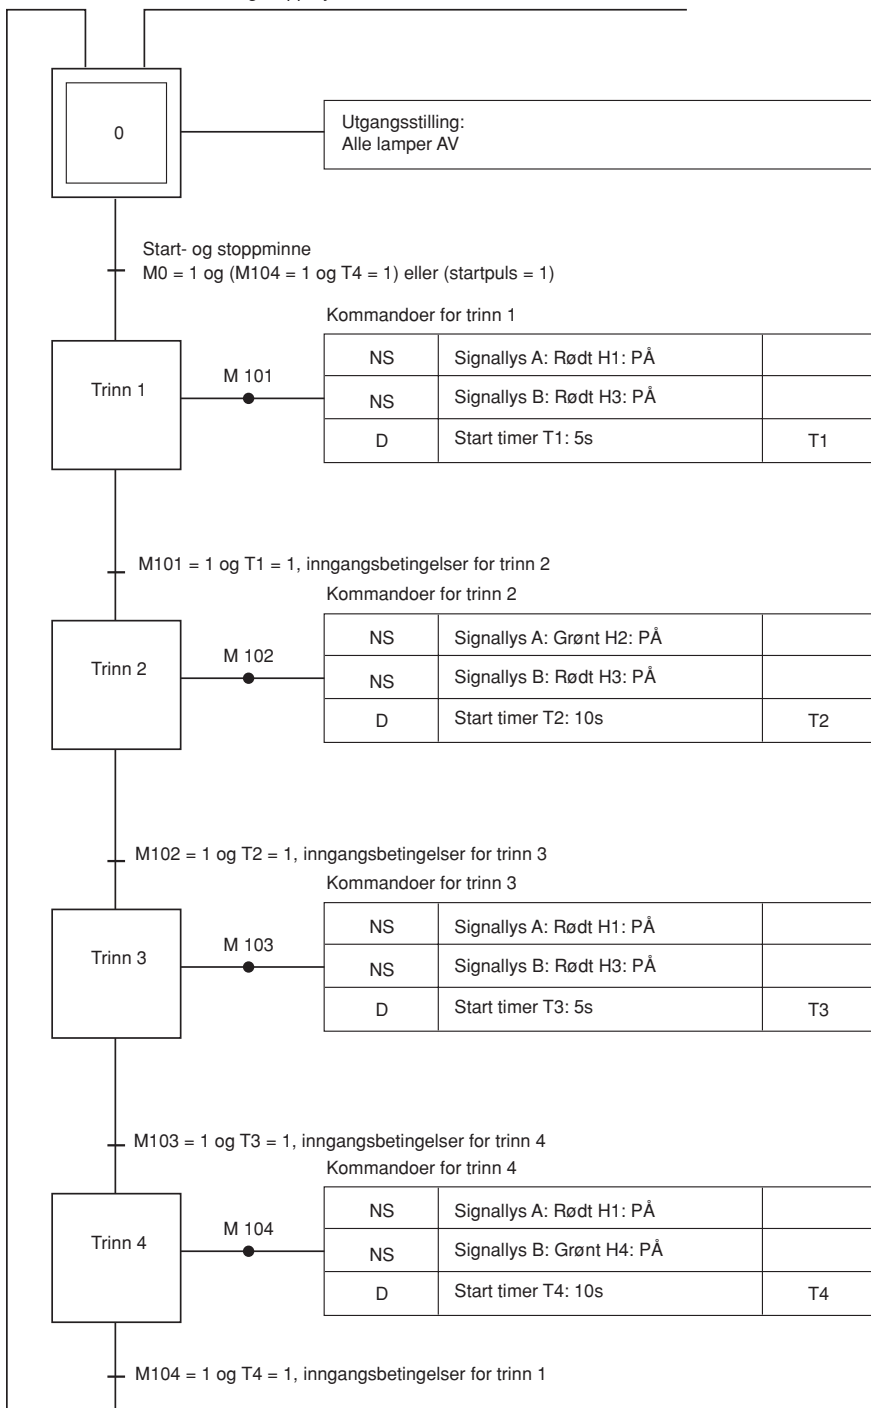 0
Utgangsstilling:
Alle lamper AV
Start- og stoppminne
M0 = 1 og (M104 = 1 og T4 = 1) eller (startpuls = 1)
Kommandoer for trinn 1
Trinn 1
M 101
NS Signallys A: Rødt H1: PÅ
NS Signallys B: Rødt H3: PÅ
D Start timer T1: 5s T1
M101 = 1 og T1 = 1, inngangsbetingelser for trinn 2
Kommandoer for trinn 2
Trinn 2
M 102
NS Signallys A: Grønt H2: PÅ
NS Signallys B: Rødt H3: PÅ
D Start timer T2: 10s T2
M102 = 1 og T2 = 1, inngangsbetingelser for trinn 3
Kommandoer for trinn 3
Trinn 3
M 103
NS Signallys A: Rødt H1: PÅ
NS Signallys B: Rødt H3: PÅ
D Start timer T3: 5s T3
M103 = 1 og T3 = 1, inngangsbetingelser for trinn 4
Kommandoer for trinn 4
Trinn 4
M 104
NS Signallys A: Rødt H1: PÅ
NS Signallys B: Grønt H4: PÅ
D Start timer T4: 10s T4
M104 = 1 og T4 = 1, inngangsbetingelser for trinn 1